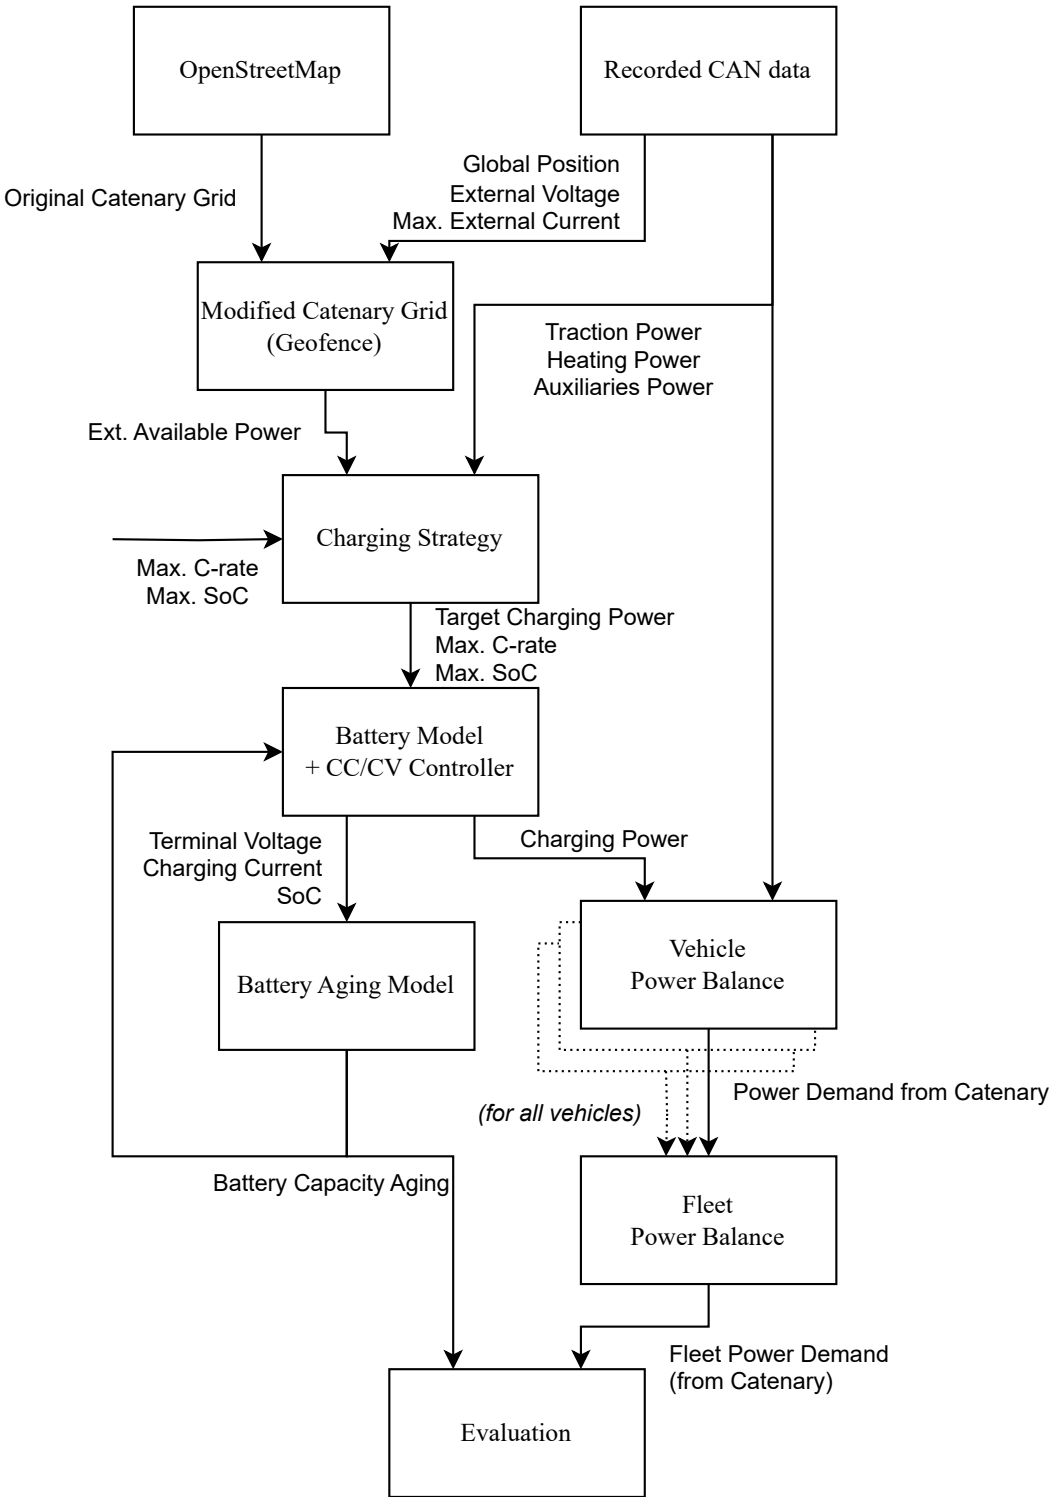 OpenStreetMap
Recorded CAN data
Original Catenary Grid
Global Position
External Voltage
Max. External Current
Modified Catenary Grid
(Geofence)
Traction Power
Heating Power
Auxiliaries Power
Ext. Available Power
Charging Strategy
Max. C-rate
Max. SoC
Target Charging Power
Max. C-rate
Max. SoC
Battery Model
+ CC/CV Controller
Terminal Voltage
Charging Current
SoC
Charging Power
Battery Aging Model
Vehicle
Power Balance
Power Demand from Catenary
(for all vehicles)
Battery Capacity Aging
Fleet
Power Balance
Fleet Power Demand
(from Catenary)
Evaluation